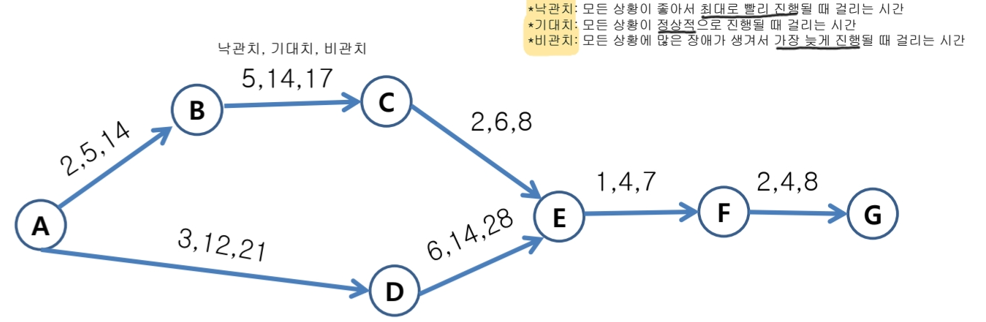 *낙관치: 모든 상황이 좋아서 최대로 빨리 진행될 때 걸리는 시간
*기대치: 모든 상황이 정상적으로 진행될 때 걸리는 시간
*비관치: 모든 상황에 많은 장애가 생겨서 가장 늦게 진행될 때 걸리는 시간
낙관치, 기대치, 비관치
5,14,17
B
C
2,5,14
2,6,8
A
3,12,21
6,14,28
D
E
1,4,7
F
2,4,8
G